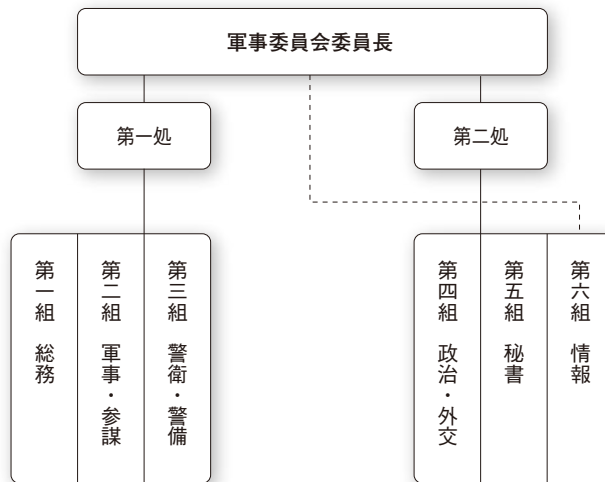 軍事委員会委員長
第一処
第二処
第一組 総務
第二組 軍事・参謀
第三組 警衛・警備
第四組 政治・外交
第五組 秘書
第六組 情報